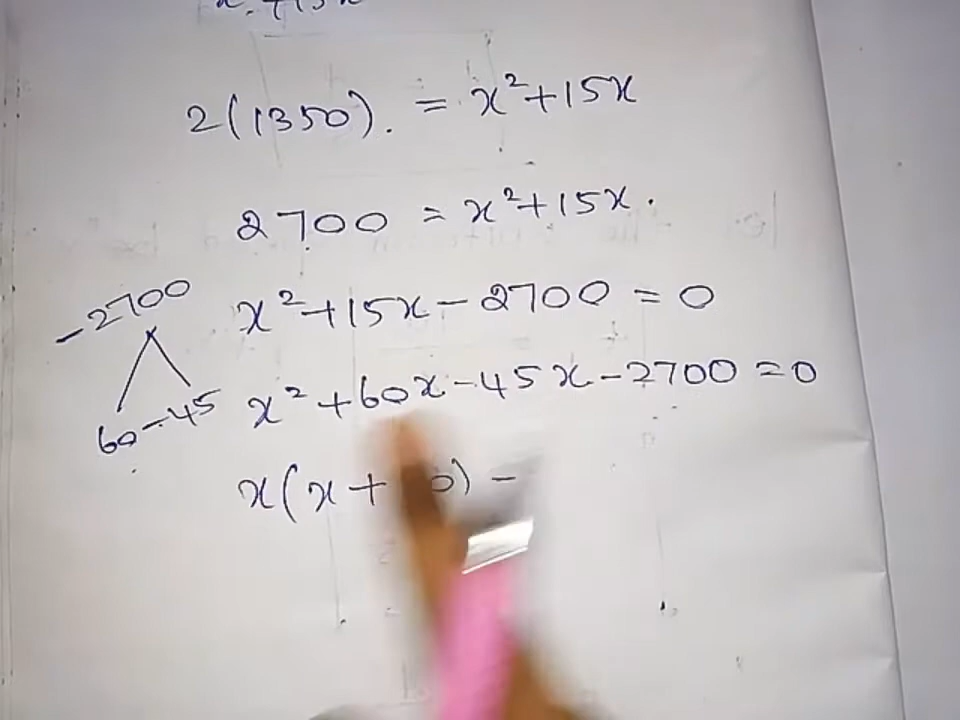 2(1350). = x²+15x
2700 = x²+15x.
-2700
x²+15x-2700=0
60 -45
x²+60x-45x-2700=0
x(x+ 0) -